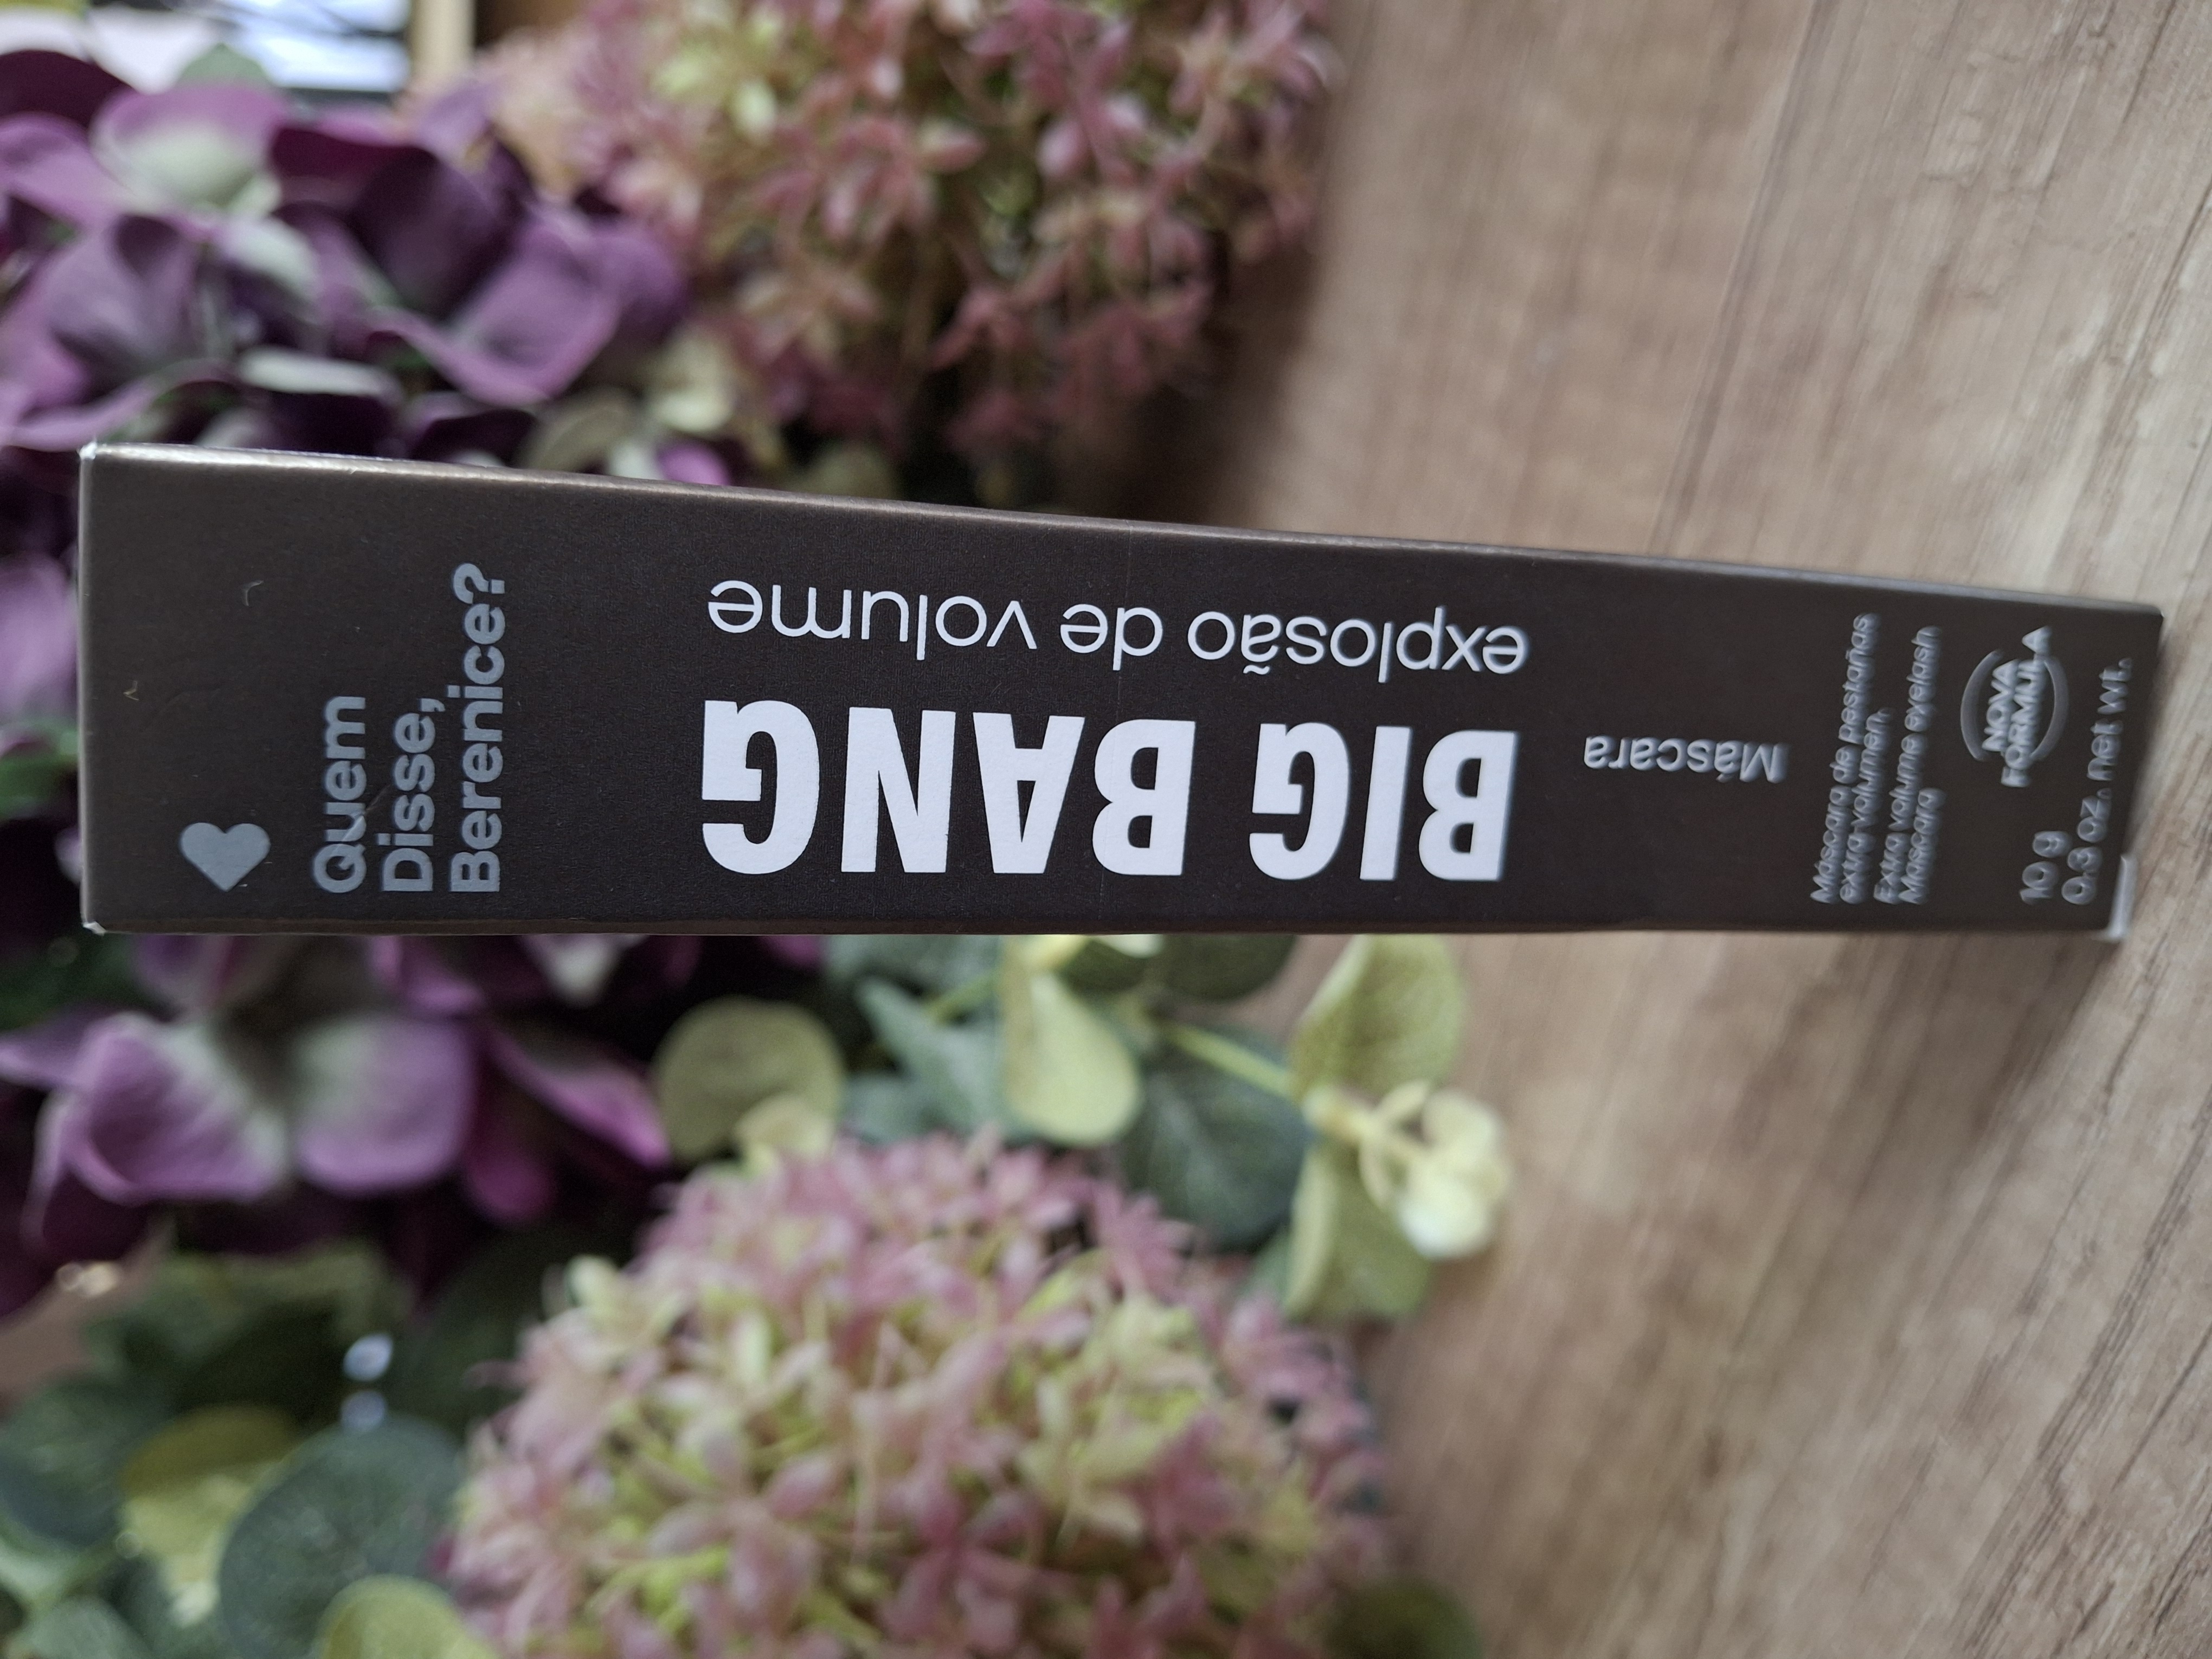 Quem
Disse,
Berenice?
BIG BANG
explosão de volume
Máscara
Máscara de pestañas
extra volumen.
Extra volume eyelash
Mascara
NOVA
FÓRMULA
10 g
0.3 oz. net wt.